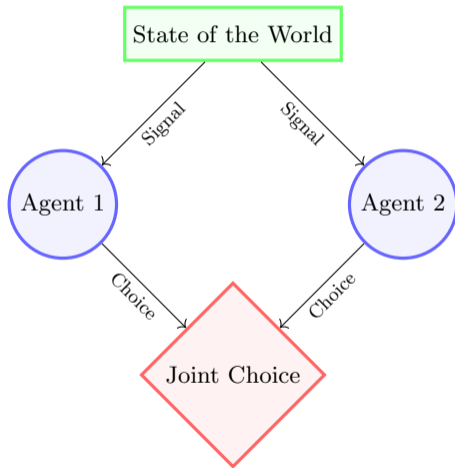 State of the World
Signal
Signal
Agent 1
Agent 2
Choice
Choice
Joint Choice